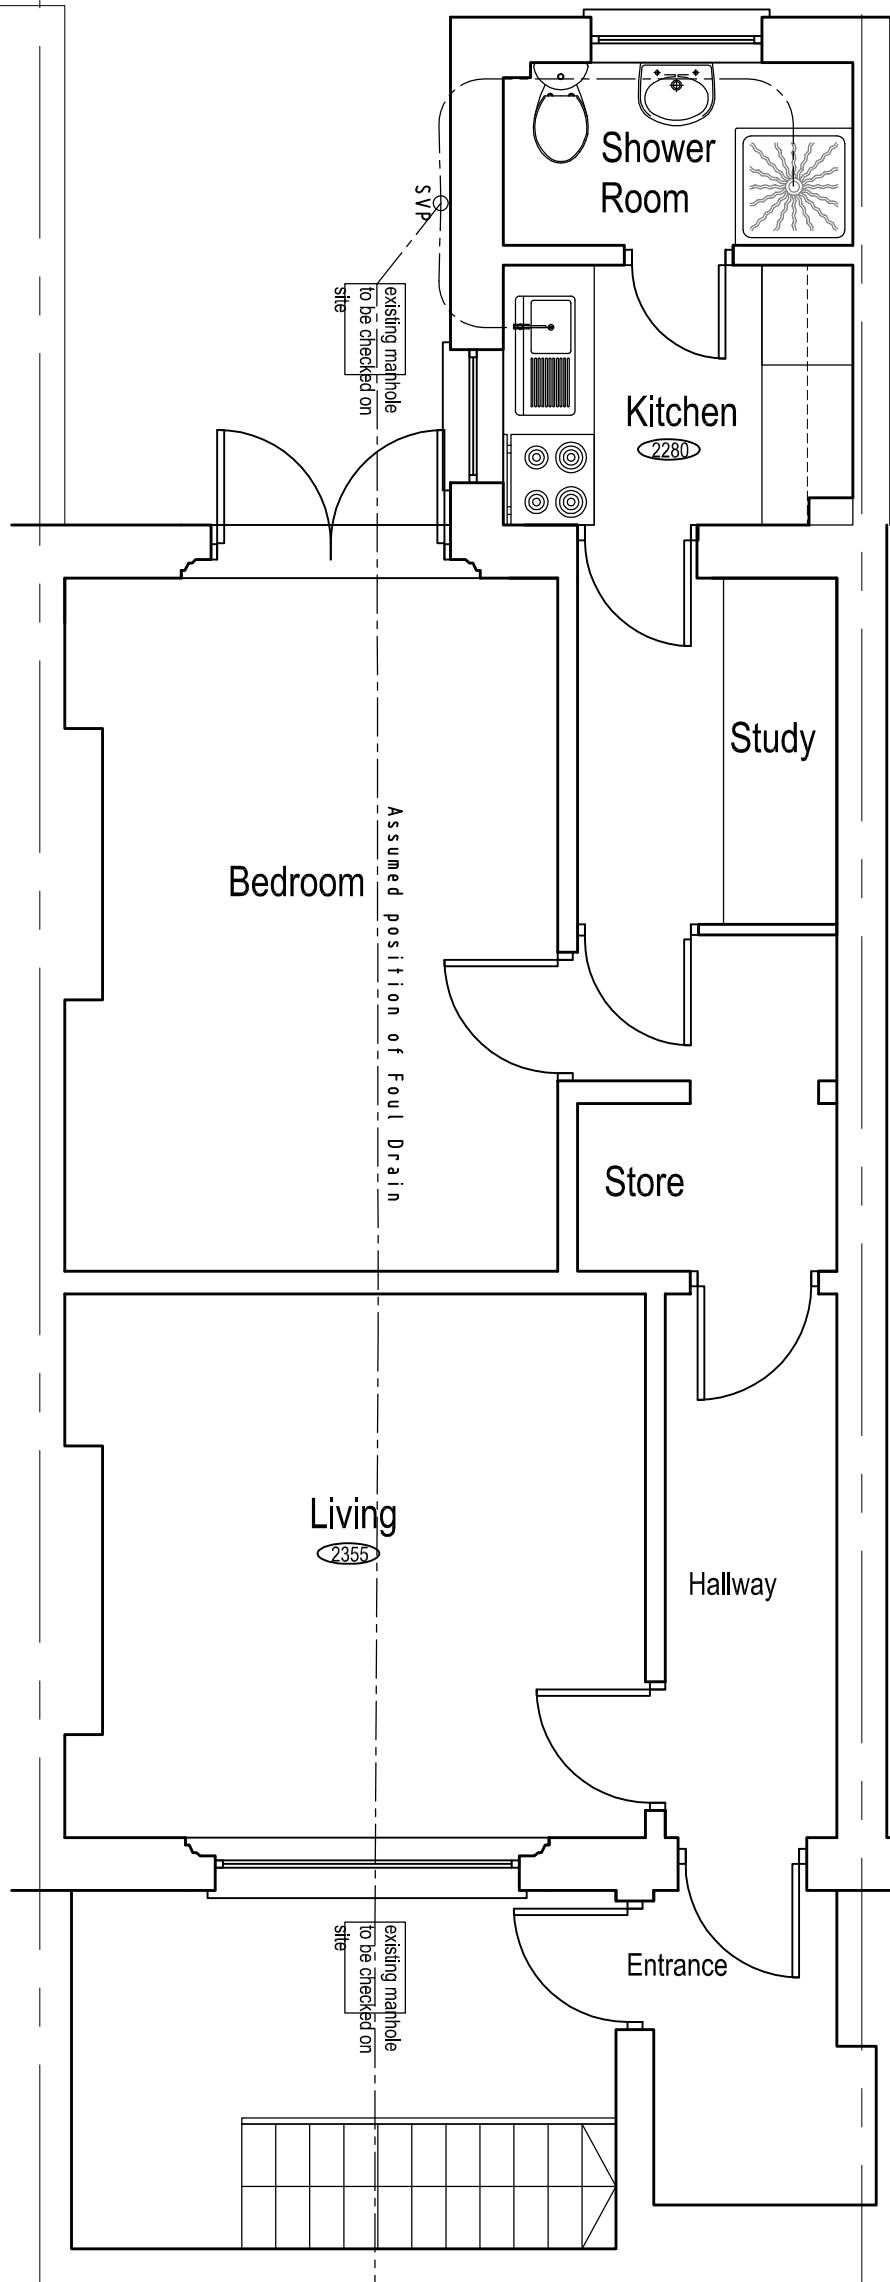 Shower
Room
SVP
existing manhole
to be checked on
site
Kitchen
2280
Study
Bedroom
Assumed position of Foul Drain
Store
Living
2355
Hallway
Entrance
existing manhole
to be checked on
site